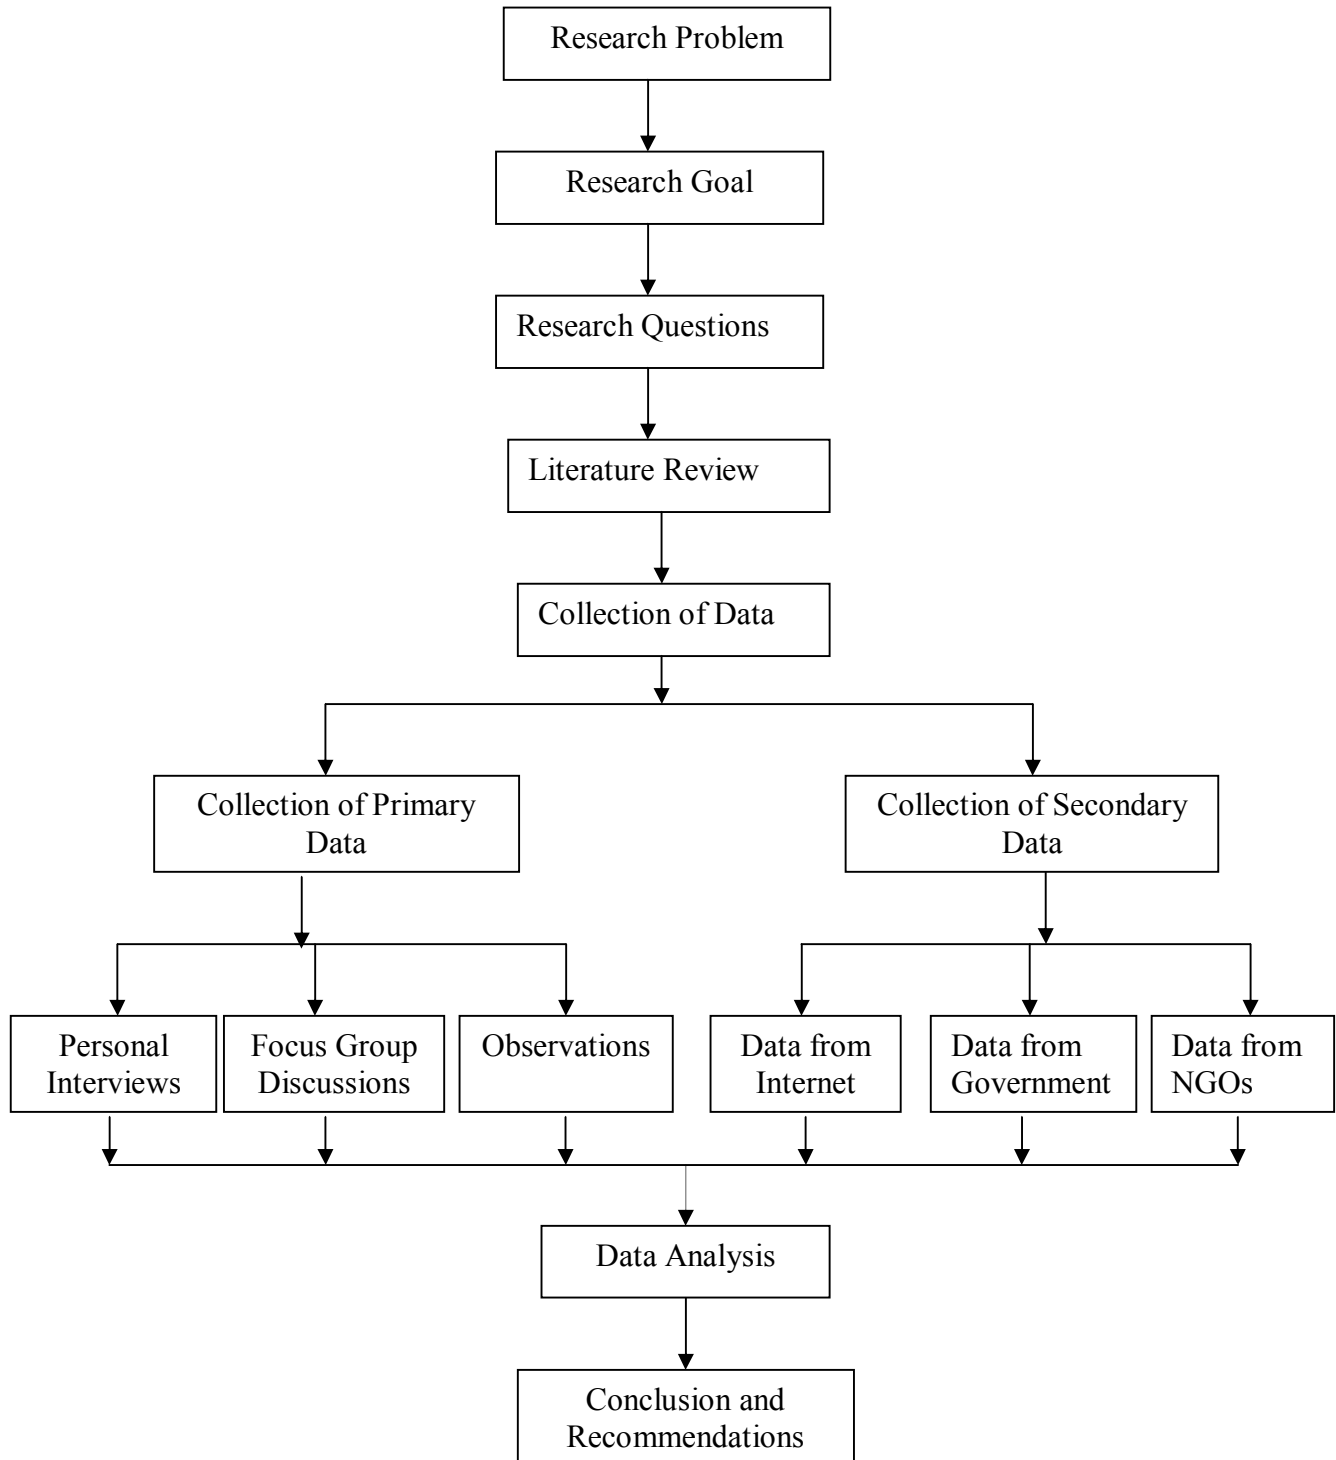 Research Problem
Research Goal
Research Questions
Literature Review
Collection of Data
Collection of Primary
Data
Collection of Secondary
Data
Personal
Interviews
Focus Group
Discussions
Observations
Data from
Internet
Data from
Government
Data from
NGOs
Data Analysis
Conclusion and
Recommendations